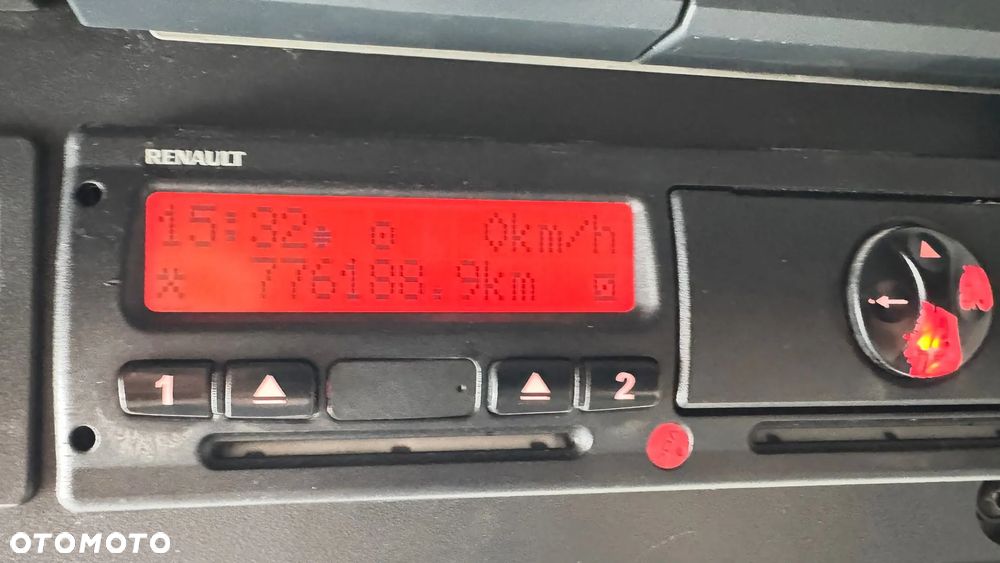 RENAULT
15:32 0km/h
776188.9km
1 2
OTOMOTO